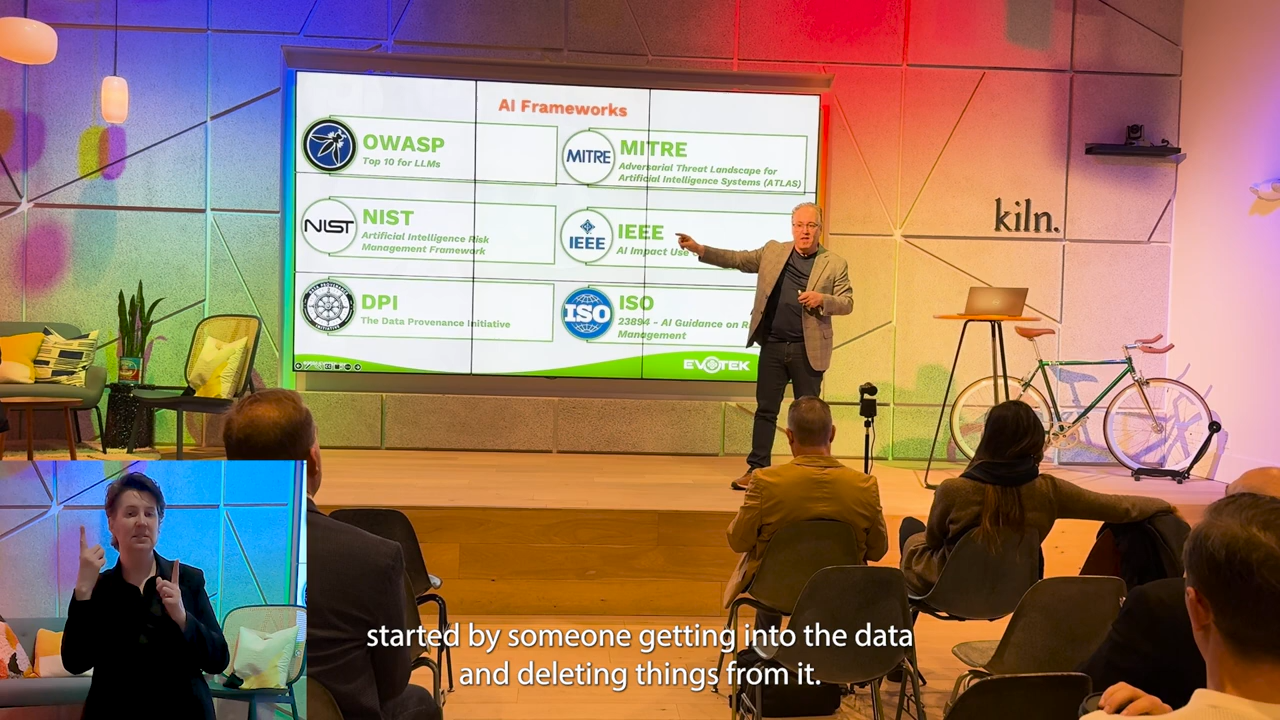 AI Frameworks
OWASP
Top 10 for LLMs
MITRE
MITRE
Adversarial Threat Landscape for
Artificial Intelligence Systems (ATLAS)
NIST
NIST
Artificial Intelligence Risk
Management Framework
IEEE
IEEE
AI Impact Use
DPI
The Data Provenance Initiative
ISO
ISO
23894 - AI Guidance on R
Management
EVOTEK
kiln.
started by someone getting into the data
and deleting things from it.